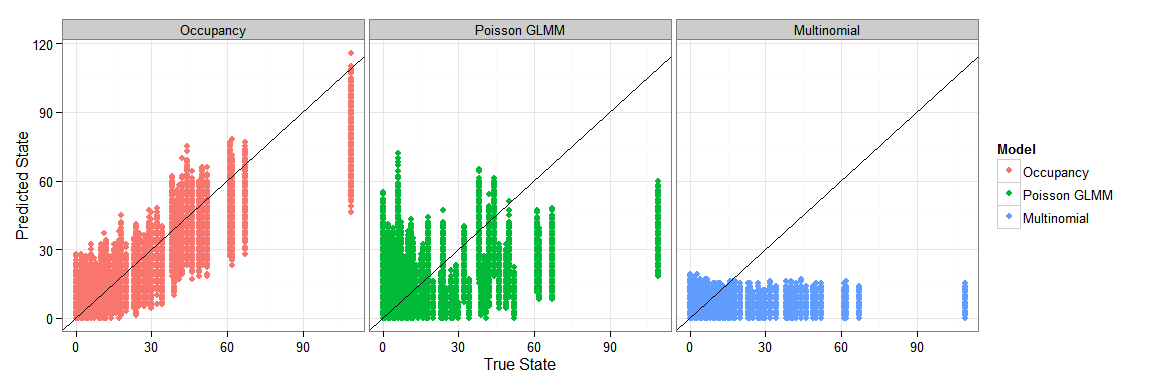 Occupancy Poisson GLMM Multinomial
120
90
60
30
0
Predicted State
0 30 60 90 0 30 60 90 0 30 60 90
True State
Model
Occupancy
Poisson GLMM
Multinomial